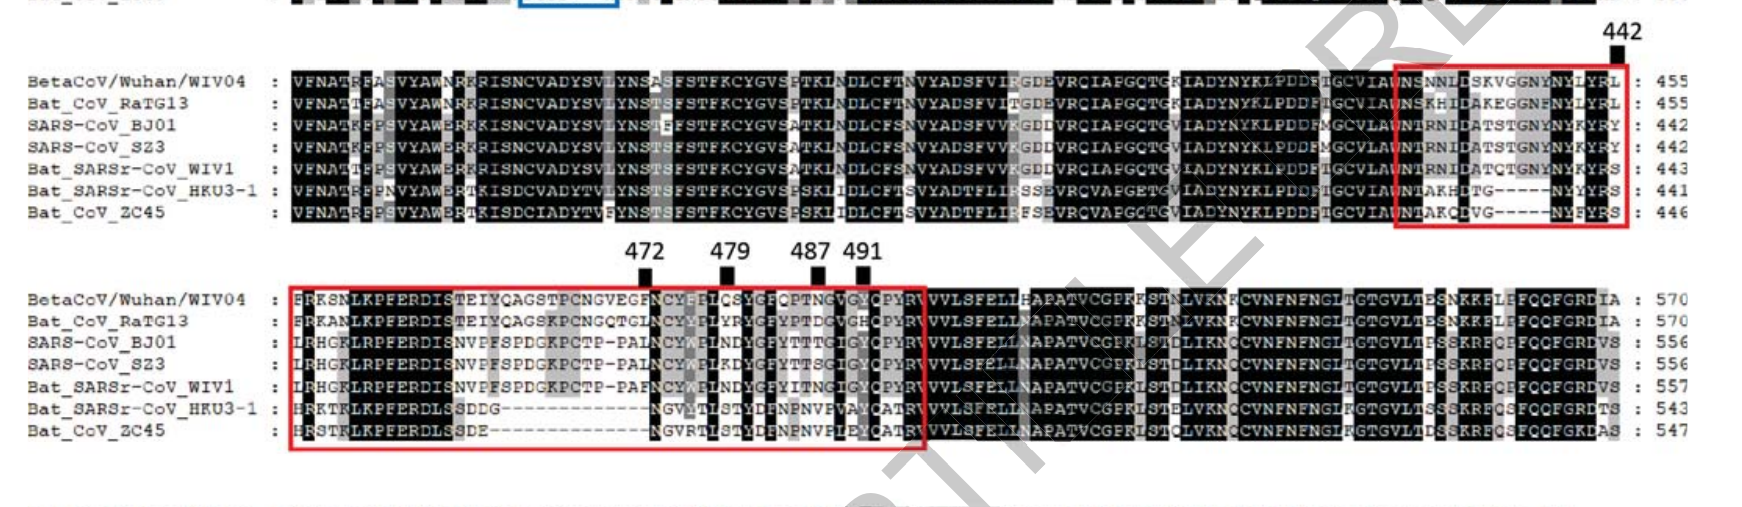 442
BetaCoV/Wuhan/WIV04 : VFNATRFASVYAWNRKRISNCVADYSVLYNSASFSTFKCYGVSPTKLNDLCFTNVYADSFVIRGDEVRQIAPGQTGKIADYNYKLPDDFTGCVIAWNSNNLDSKVGGNYNYLYRL : 455
Bat_CoV_RaTG13 : VFNATTFASVYAWNRKRISNCVADYSVLYNSTSFSTFKCYGVSPTKLNDLCFTNVYADSFVITGDEVRQIAPGQTGKIADYNYKLPDDFTGCVIAWNSKHIDAKEGGNFNYLYRL : 455
SARS-CoV_BJ01 : VFNATKFPSVYAWERKKISNCVADYSVLYNSTFFSTFKCYGVSATKLNDLCFSNVYADSFVVKGDDVRQIAPGQTGVIADYNYKLPDDFMGCVLAWNTRNIDATSTGNYNYKYRY : 442
SARS-CoV_SZ3 : VFNATKFPSVYAWERKRISNCVADYSVLYNSTSFSTFKCYGVSATKLNDLCFSNVYADSFVVKGDDVRQIAPGQTGVIADYNYKLPDDFMGCVLAWNTRNIDATSTGNYNYKYRY : 442
Bat_SARSr-CoV_WIV1 : VFNATTFPSVYAWERKRISNCVADYSVLYNSTSFSTFKCYGVSATKLNDLCFSNVYADSFVVKGDDVRQIAPGQTGVIADYNYKLPDDFTGCVLAWNTRNIDATQTGNYNYKYRS : 443
Bat_SARSr-CoV_HKU3-1 : VFNATRFPNVYAWERTKISDCVADYTVLYNSTSFSTFKCYGVSPSKLIDLCFTSVYADTFLIRSSEVRQVAPGETGVIADYNYKLPDDFTGCVIAWNTAKHDTG-----NYYYRS : 441
Bat_CoV_ZC45 : VFNATRFPSVYAWERTKISDCIADYTVFYNSTSFSTFKCYGVSPSKLIDLCFTSVYADTFLIRFSEVRQVAPGQTGVIADYNYKLPDDFTGCVIAWNTAKQDVG-----NYFYRS : 446
472 479 487 491
BetaCoV/Wuhan/WIV04 : FRKSNLKPFERDISTEIYQAGSTPCNGVEGFNCYFPLQSYGFQPTNGVGYQPYRVVVLSFELLHAPATVCGPKKSTNLVKNKCVNFNFNGLTGTGVLTESNKKFLPFQQFGRDIA : 570
Bat_CoV_RaTG13 : FRKANLKPFERDISTEIYQAGSKPCNGQTGLNCYYPLYRYGFYPTDGVGHQPYRVVVLSFELLNAPATVCGPKKSTNLVKNKCVNFNFNGLTGTGVLTESNKKFLPFQQFGRDIA : 570
SARS-CoV_BJ01 : LRHGKLRPFERDISNVPFSPDGKPCTP-PALNCYWPLNDYGFYTTTGIGYQPYRVVVLSFELLNAPATVCGPKLSTDLIKNQCVNFNFNGLTGTGVLTPSSKRFQPFQQFGRDVS : 556
SARS-CoV_SZ3 : LRHGKLRPFERDISNVPFSPDGKPCTP-PALNCYWPLKDYGFYTTSGIGYQPYRVVVLSFELLNAPATVCGPKLSTDLIKNQCVNFNFNGLTGTGVLTPSSKRFQPFQQFGRDVS : 556
Bat_SARSr-CoV_WIV1 : LRHGKLRPFERDISNVPFSPDGKPCTP-PAFNCYWPLNDYGFYITNGIGYQPYRVVVLSFELLNAPATVCGPKLSTDLIKNQCVNFNFNGLTGTGVLTPSSKRFQPFQQFGRDVS : 557
Bat_SARSr-CoV_HKU3-1 : HRKTKLKPFERDLSSDDG-------------NGVYTLSTYDFNPNVPVAYQATRVVVLSFELLNAPATVCGPKLSTELVKNQCVNFNFNGLKGTGVLTSSSKRFQSFQQFGRDTS : 543
Bat_CoV_ZC45 : HRSTKLKPFERDLSSDE--------------NGVRTLSTYDFNPNVPLEYQATRVVVLSFELLNAPATVCGPKLSTQLVKNQCVNFNFNGLKGTGVLTDSSKRFQSFQQFGKDAS : 547